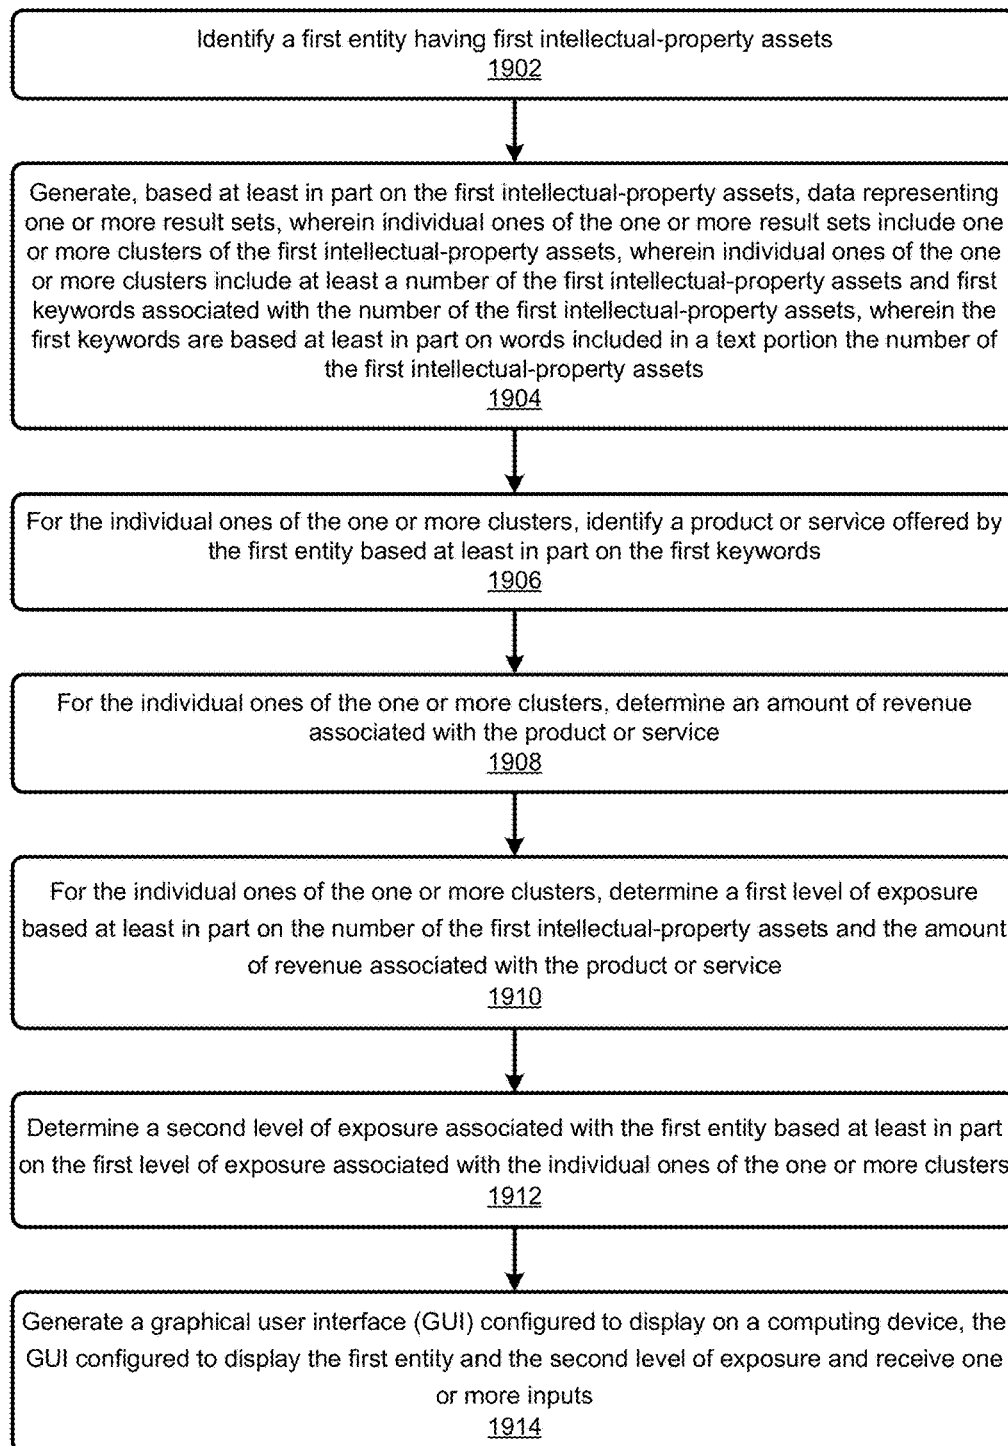 Identify a first entity having first intellectual-property assets
1902
Generate, based at least in part on the first intellectual-property assets, data representing
one or more result sets, wherein individual ones of the one or more result sets include one
or more clusters of the first intellectual-property assets, wherein individual ones of the one
or more clusters include at least a number of the first intellectual-property assets and first
keywords associated with the number of the first intellectual-property assets, wherein the
first keywords are based at least in part on words included in a text portion the number of
the first intellectual-property assets
1904
For the individual ones of the one or more clusters, identify a product or service offered by
the first entity based at least in part on the first keywords
1906
For the individual ones of the one or more clusters, determine an amount of revenue
associated with the product or service
1908
For the individual ones of the one or more clusters, determine a first level of exposure
based at least in part on the number of the first intellectual-property assets and the amount
of revenue associated with the product or service
1910
Determine a second level of exposure associated with the first entity based at least in part
on the first level of exposure associated with the individual ones of the one or more clusters
1912
Generate a graphical user interface (GUI) configured to display on a computing device, the
GUI configured to display the first entity and the second level of exposure and receive one
or more inputs
1914